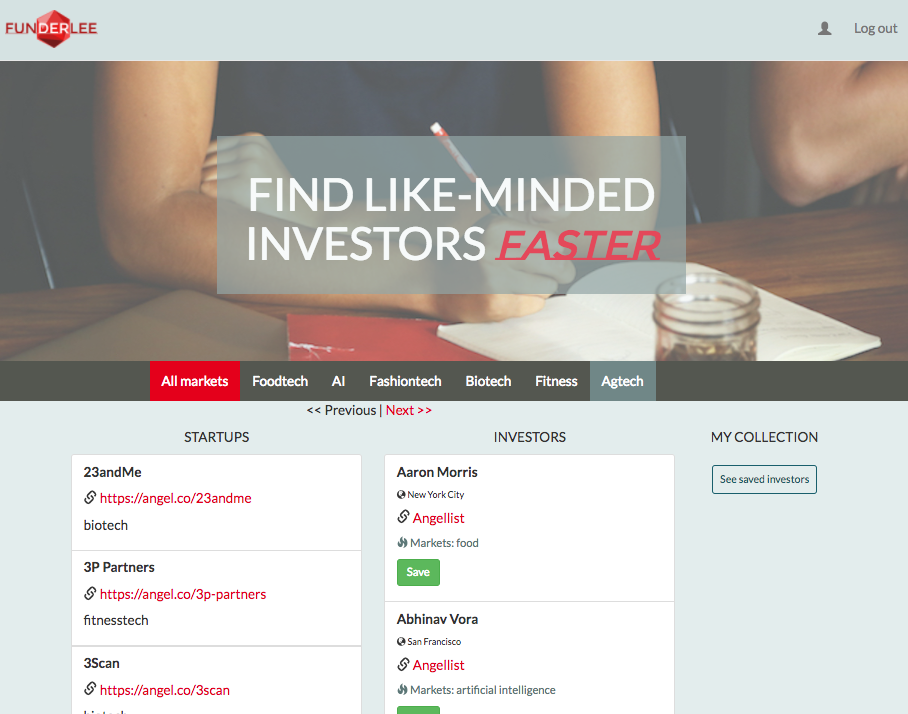 FUNDERLEE
Log out
FIND LIKE-MINDED
INVESTORS FASTER
All markets Foodtech AI Fashiontech Biotech Fitness Agtech
<< Previous | Next >>
STARTUPS
23andMe
https://angel.co/23andme
biotech
3P Partners
https://angel.co/3p-partners
fitnesstech
3Scan
https://angel.co/3scan
INVESTORS
Aaron Morris
New York City
Angellist
Markets: food
Save
Abhinav Vora
San Francisco
Angellist
Markets: artificial intelligence
MY COLLECTION
See saved investors